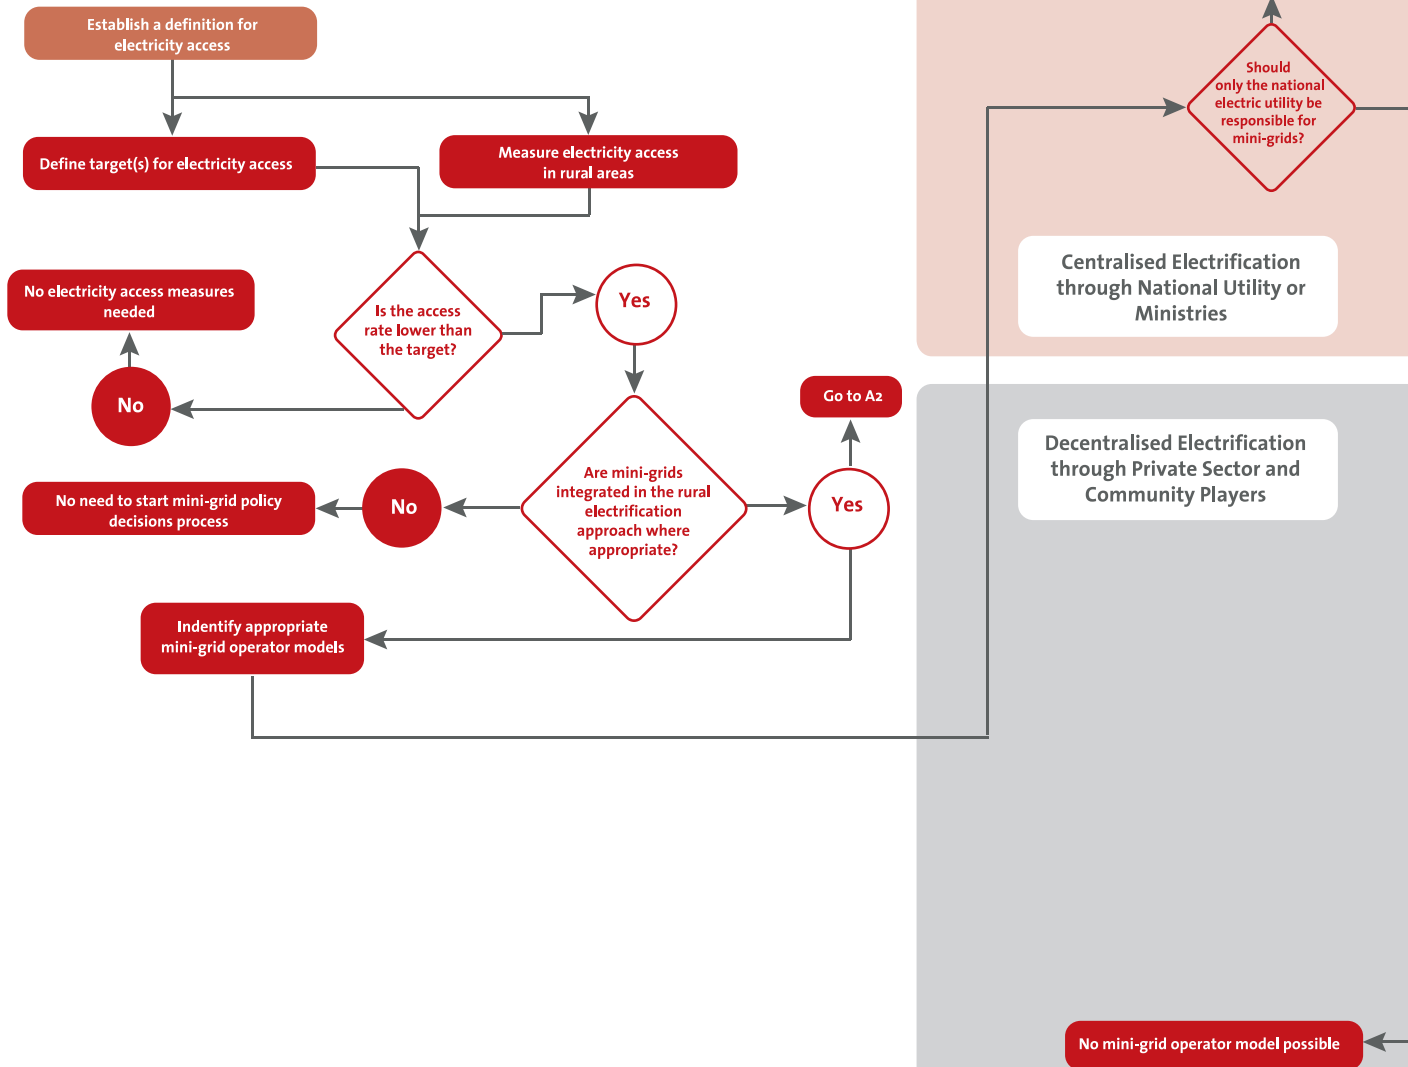 Establish a definition for
electricity access
Define target(s) for electricity access
Measure electricity access
in rural areas
No electricity access measures
needed
Is the access
rate lower than
the target?
Yes
No
Go to A2
Are mini-grids
integrated in the rural
electrification
approach where
appropriate?
Yes
No
No need to start mini-grid policy
decisions process
Indentify appropriate
mini-grid operator models
Should
only the national
electric utility be
responsible for
mini-grids?
Centralised Electrification
through National Utility or
Ministries
Decentralised Electrification
through Private Sector and
Community Players
No mini-grid operator model possible